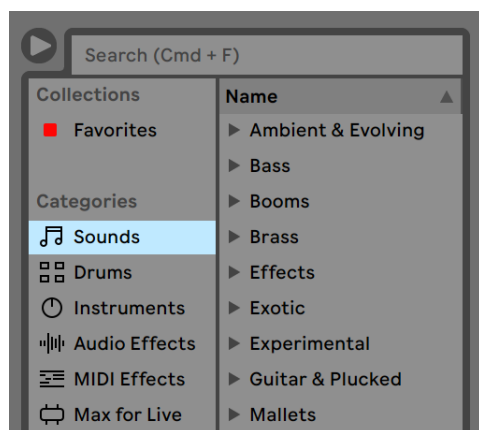 Search (Cmd + F)
Collections
Favorites
Categories
Sounds
Drums
Instruments
Audio Effects
MIDI Effects
Max for Live
Name
Ambient & Evolving
Bass
Booms
Brass
Effects
Exotic
Experimental
Guitar & Plucked
Mallets